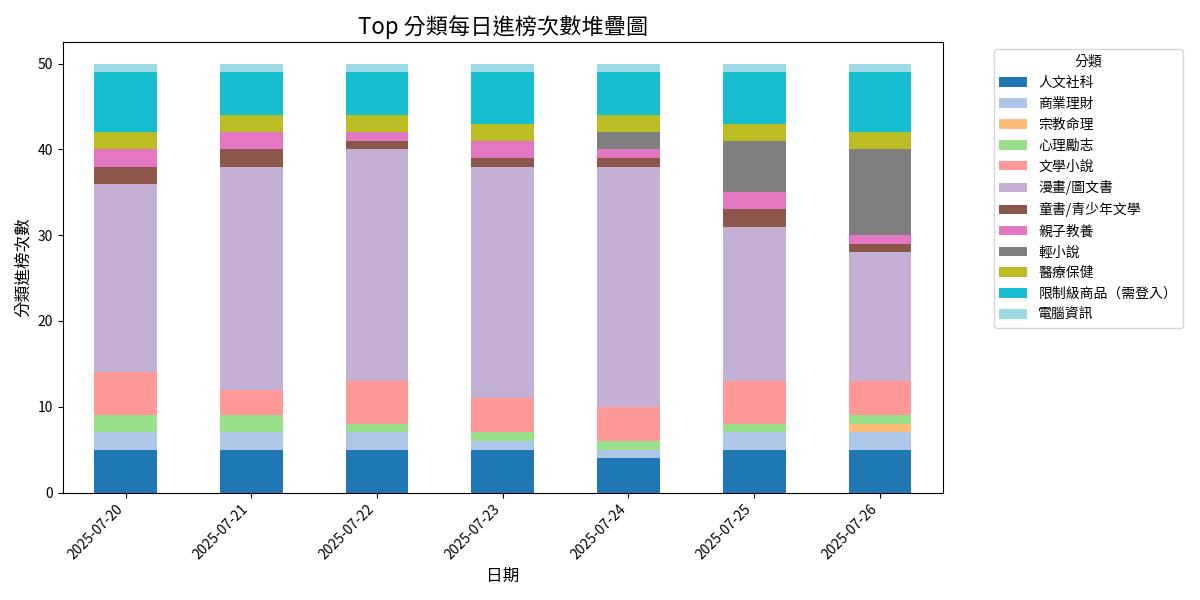 Top 分類每日進榜次數堆疊圖
分類進榜次數
50
40
30
20
10
0
2025-07-20
2025-07-21
2025-07-22
2025-07-23
2025-07-24
2025-07-25
2025-07-26
日期
分類
人文社科
商業理財
宗教命理
心理勵志
文學小說
漫畫/圖文書
童書/青少年文學
親子教養
輕小說
醫療保健
限制級商品（需登入）
電腦資訊